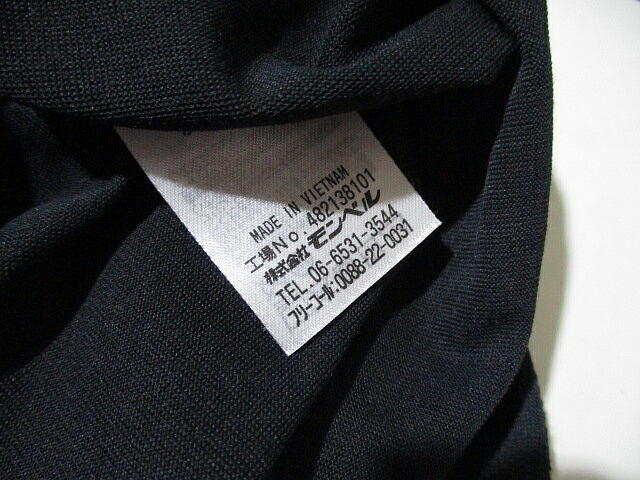 MADE IN VIETNAM
工場No. 482138101
株式会社モンベル
TEL.06-6531-3544
フリーコール:0088-22-0031